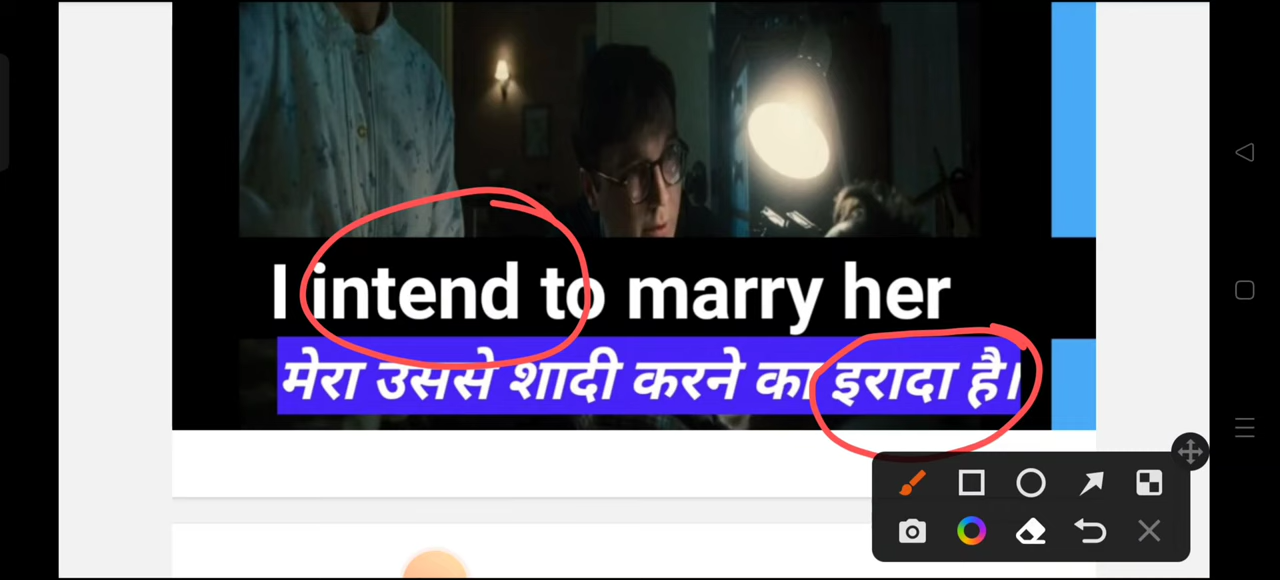 I intend to marry her
मेरा उससे शादी करने का इरादा है।